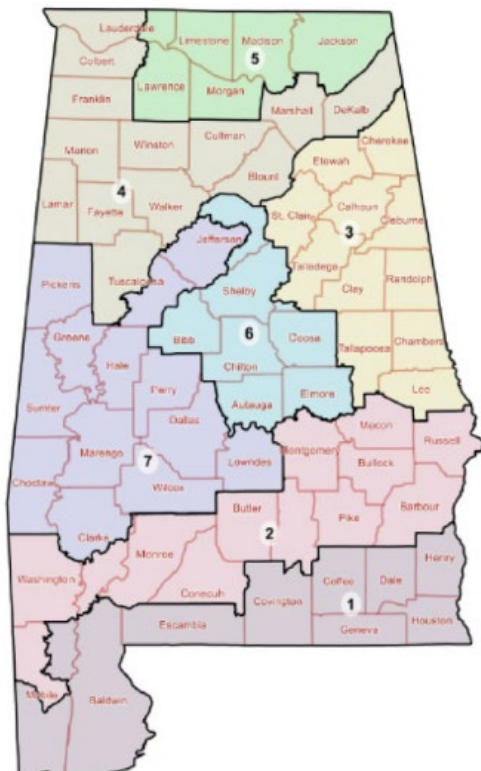 Lauderdale
Limestone
Madison
Jackson
Colbert
5
Lawrence
Morgan
Franklin
Marshall
DeKalb
Cullman
Marion
Winston
Cherokee
Etowah
Blount
4
Lamar
Fayette
Walker
St. Clair
Calhoun
Cleburne
3
Jefferson
Talladega
Tuscaloosa
Pickens
Shelby
Clay
Randolph
Greene
Bibb
6
Coosa
Hale
Chilton
Tallapoosa
Chambers
Perry
Sumter
Autauga
Elmore
Lee
Dallas
Macon
Marengo
7
Lowndes
Montgomery
Russell
Bullock
Choctaw
Wilcox
Butler
Pike
Barbour
Clarke
2
Monroe
Washington
Conecuh
Henry
Coffee
Dale
1
Covington
Escambia
Geneva
Houston
Mobile
Baldwin